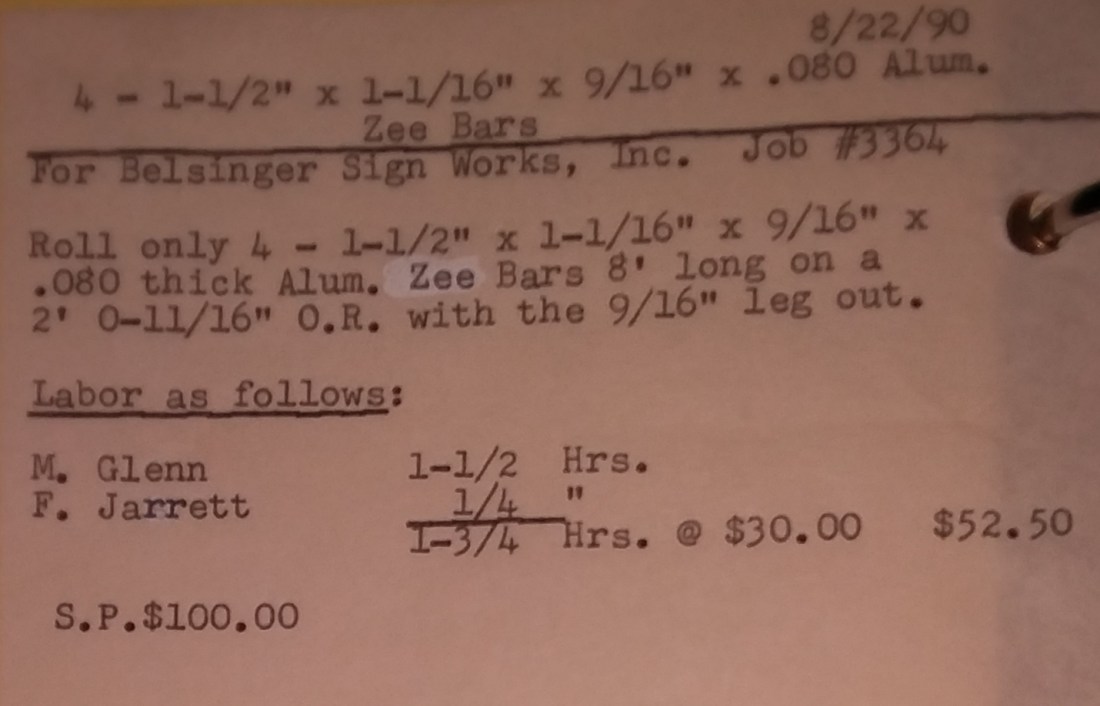 8/22/90
4 - 1-1/2" x 1-1/16" x 9/16" x .080 Alum.
Zee Bars
For Belsinger Sign Works, Inc. Job #3364
Roll only 4 - 1-1/2" x 1-1/16" x 9/16" x
.080 thick Alum. Zee Bars 8' long on a
2' 0-11/16" O.R. with the 9/16" leg out.
Labor as follows:
M. Glenn 1-1/2 Hrs.
F. Jarrett 1/4 "
1-3/4 Hrs. @ $30.00 $52.50
S.P.$100.00